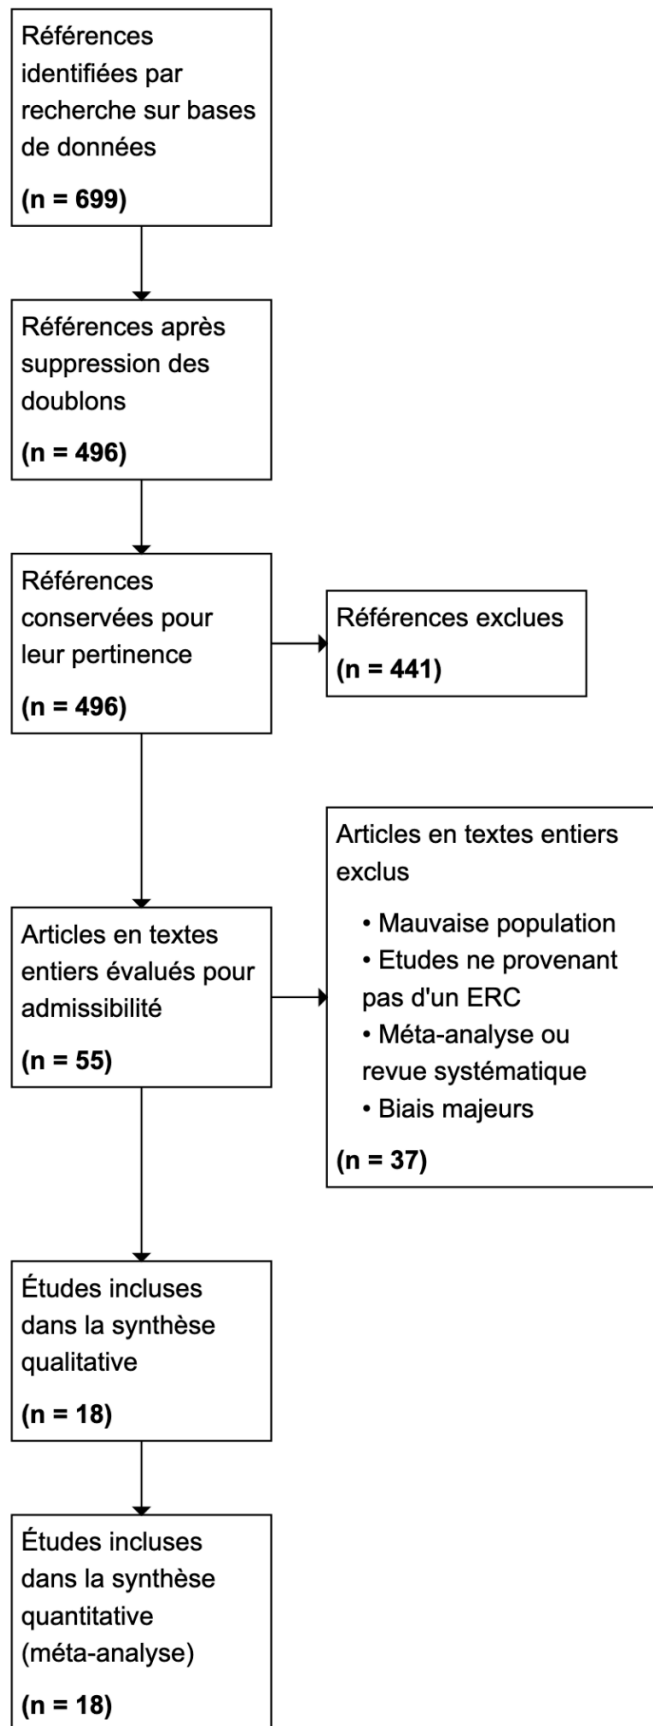 Références
identifiées par
recherche sur bases
de données
(n = 699)
Références après
suppression des
doublons
(n = 496)
Références
conservées pour
leur pertinence
(n = 496)
Références exclues
(n = 441)
Articles en textes
entiers évalués pour
admissibilité
(n = 55)
Articles en textes entiers
exclus
• Mauvaise population
• Etudes ne provenant
pas d'un ERC
• Méta-analyse ou
revue systématique
• Biais majeurs
(n = 37)
Études incluses
dans la synthèse
qualitative
(n = 18)
Études incluses
dans la synthèse
quantitative
(méta-analyse)
(n = 18)